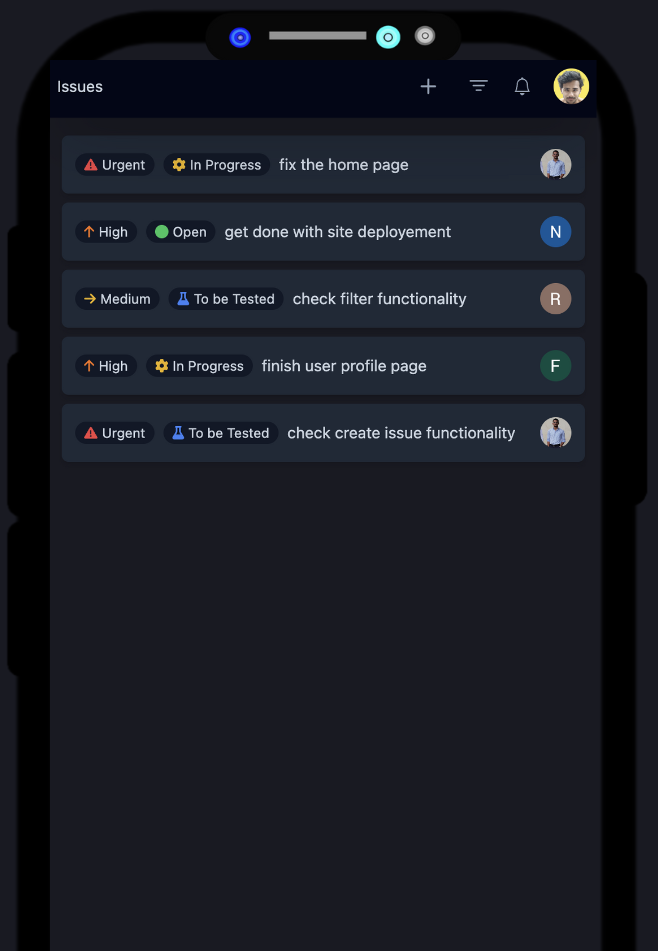 Issues
Urgent In Progress fix the home page
High Open get done with site deployement N
Medium To be Tested check filter functionality R
High In Progress finish user profile page F
Urgent To be Tested check create issue functionality